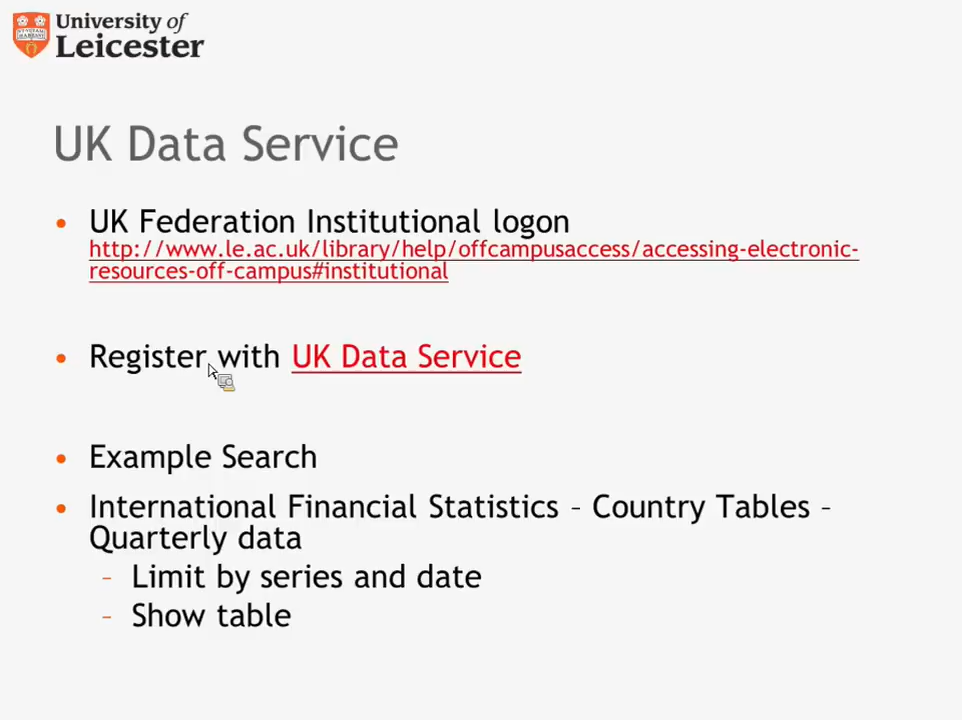 University of
Leicester
UK Data Service
• UK Federation Institutional logon
http://www.le.ac.uk/library/help/offcampusaccess/accessing-electronic-
resources-off-campus#institutional
• Register with UK Data Service
• Example Search
• International Financial Statistics – Country Tables –
Quarterly data
– Limit by series and date
– Show table